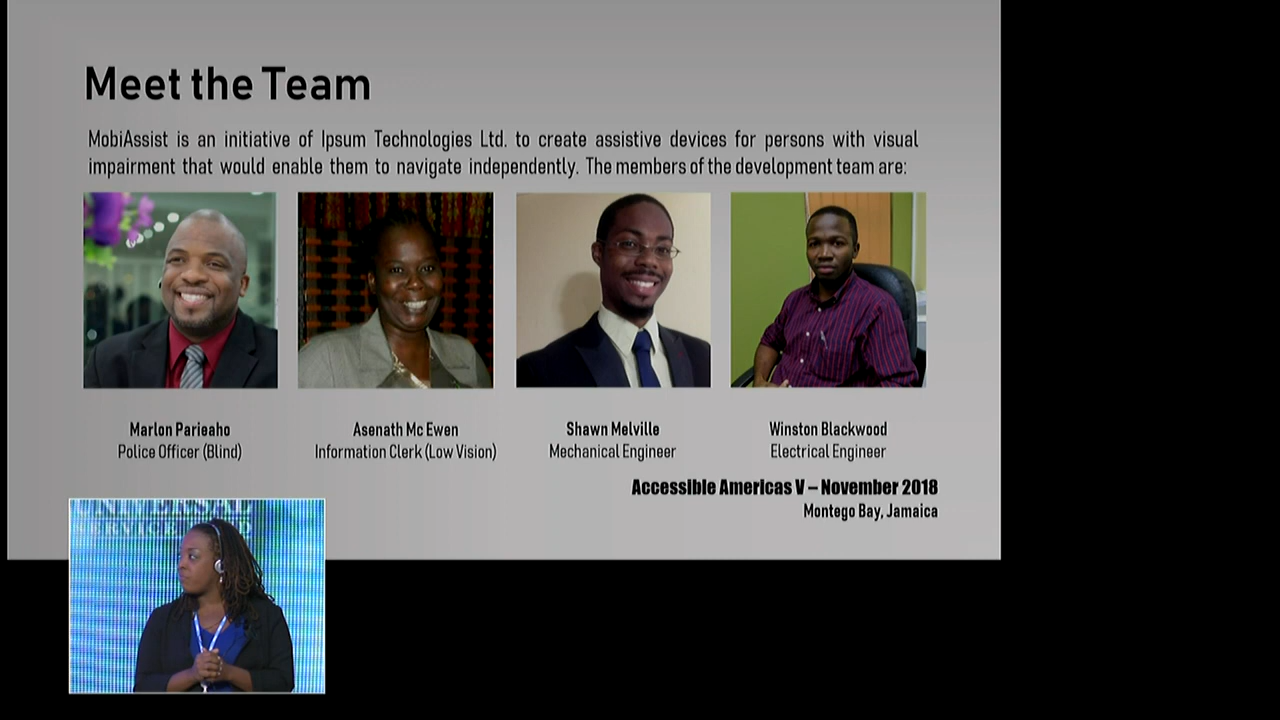 Meet the Team
MobiAssist is an initiative of Ipsum Technologies Ltd. to create assistive devices for persons with visual
impairment that would enable them to navigate independently. The members of the development team are:
Marlon Parieaho
Police Officer (Blind)
Asenath Mc Ewen
Information Clerk (Low Vision)
Shawn Melville
Mechanical Engineer
Winston Blackwood
Electrical Engineer
Accessible Americas V – November 2018
Montego Bay, Jamaica
UNIVERSAL
SERVICE FUND